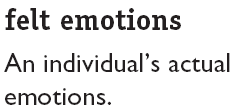 felt emotions
An individual’s actual
emotions.